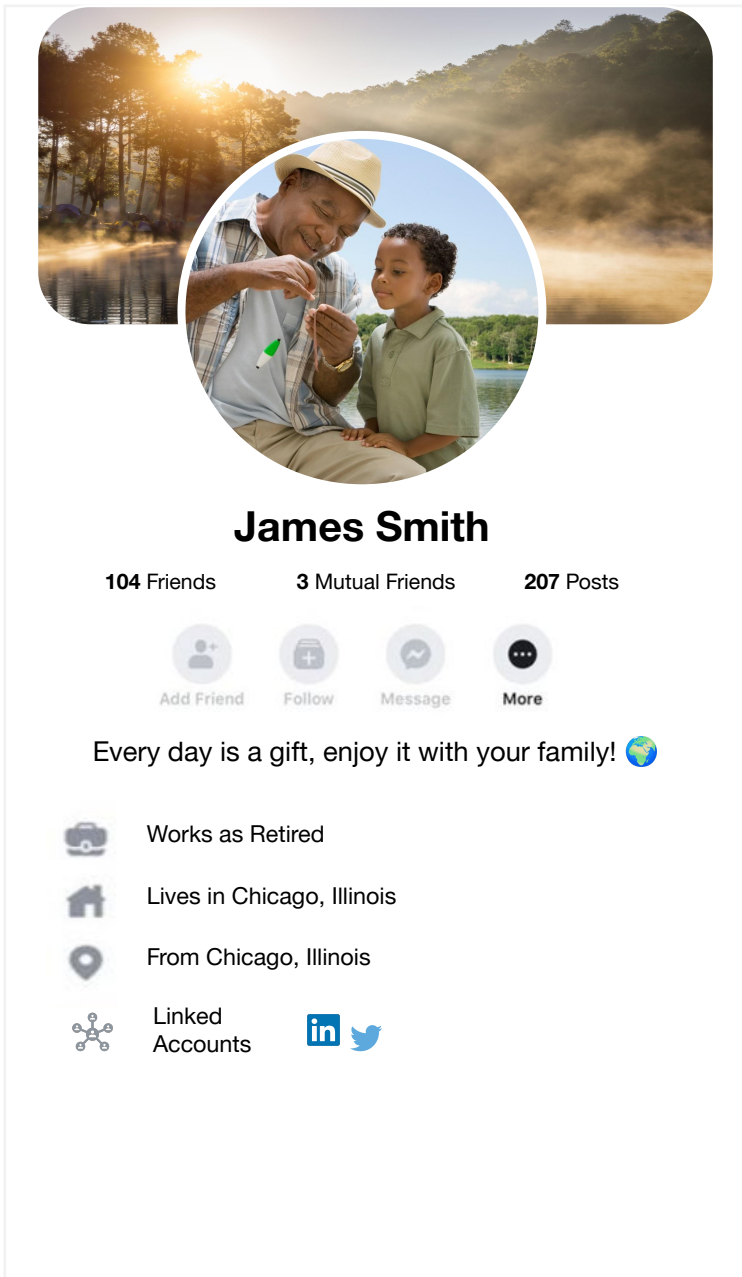 James Smith
104 Friends 3 Mutual Friends 207 Posts
Add Friend Follow Message More
Every day is a gift, enjoy it with your family! 🌍
Works as Retired
Lives in Chicago, Illinois
From Chicago, Illinois
Linked
Accounts
in